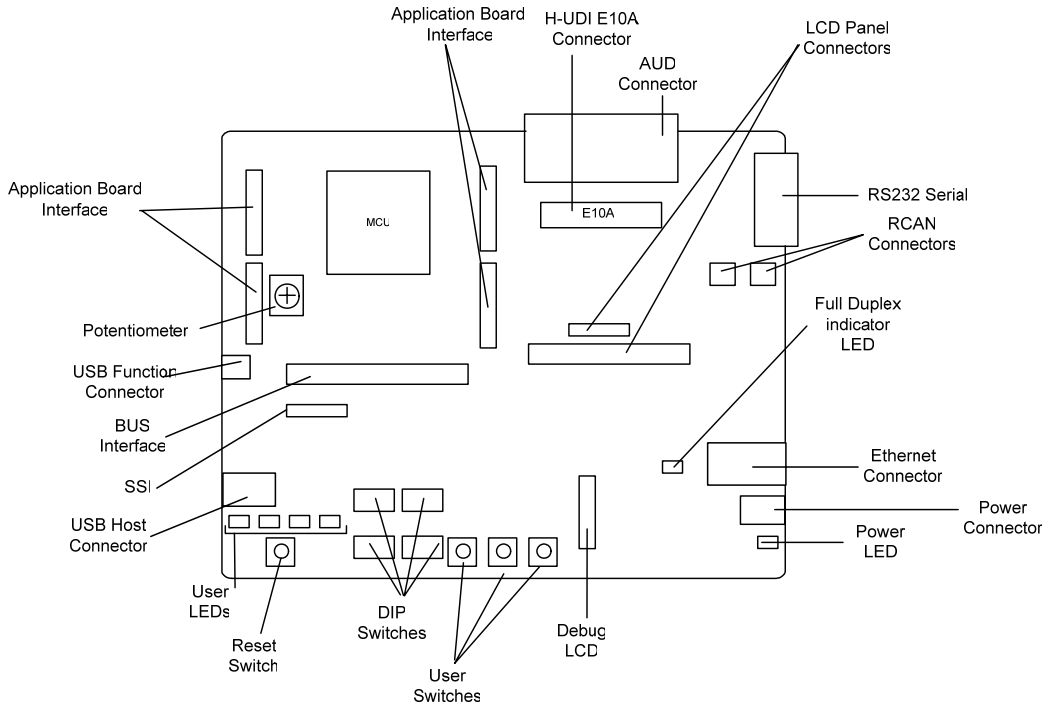 Application Board
Interface
H-UDI E10A
Connector
LCD Panel
Connectors
AUD
Connector
Application Board
Interface
MCU
E10A
RS232 Serial
RCAN
Connectors
Potentiometer
Full Duplex
indicator
LED
USB Function
Connector
BUS
Interface
SSI
Ethernet
Connector
USB Host
Connector
Power
Connector
Power
LED
User
LEDs
DIP
Switches
Reset
Switch
Debug
LCD
User
Switches